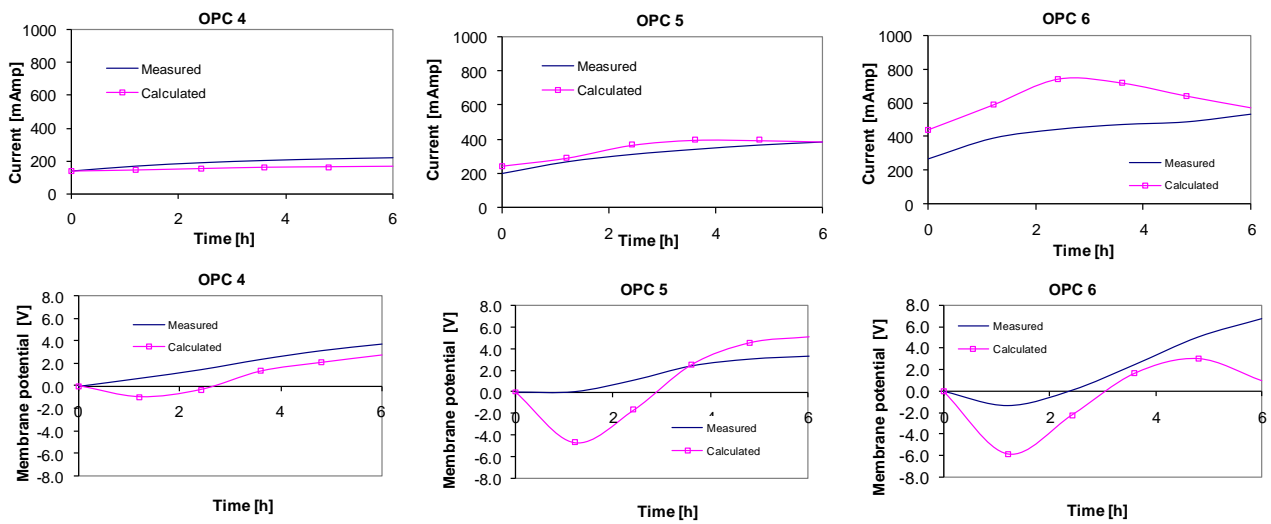 OPC 4
Current [mAmp]
1000
800
600
400
200
0
Measured
Calculated
0 2 4 6
Time [h]
OPC 5
Current [mAmp]
1000
800
600
400
200
0
Measured
Calculated
0 2 4 6
Time [h]
OPC 6
Current [mAmp]
1000
800
600
400
200
0
Measured
Calculated
0 2 4 6
Time [h]
OPC 4
Membrane potential [V]
8.0
6.0
4.0
2.0
0.0
-2.0
-4.0
-6.0
-8.0
Measured
Calculated
0 2 4 6
Time [h]
OPC 5
Membrane potential [V]
8.0
6.0
4.0
2.0
0.0
-2.0
-4.0
-6.0
-8.0
0 2 4 6
Measured
Calculated
Time [h]
OPC 6
Membrane potential [V]
8.0
6.0
4.0
2.0
0.0
-2.0
-4.0
-6.0
-8.0
Measured
Calculated
0 2 4 6
Time [h]